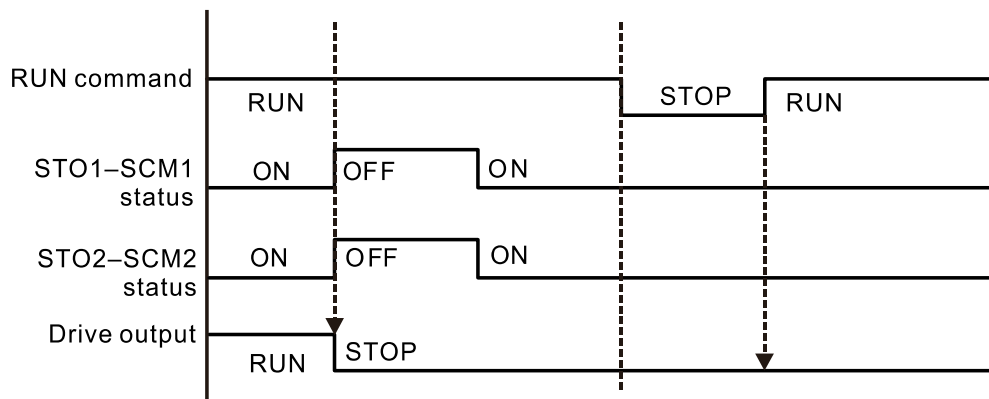 RUN command
RUN
STOP
RUN
STO1–SCM1
status
ON
OFF
ON
STO2–SCM2
status
ON
OFF
ON
Drive output
RUN
STOP